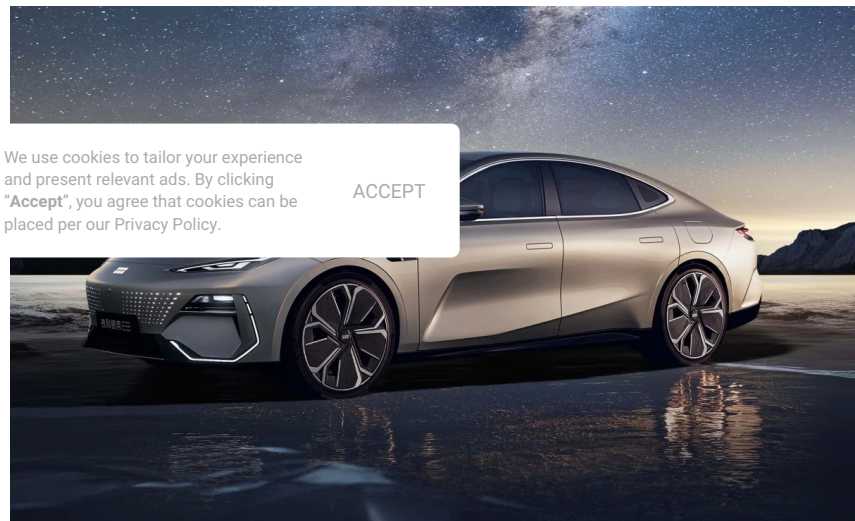 We use cookies to tailor your experience
and present relevant ads. By clicking
“Accept”, you agree that cookies can be
placed per our Privacy Policy.
ACCEPT